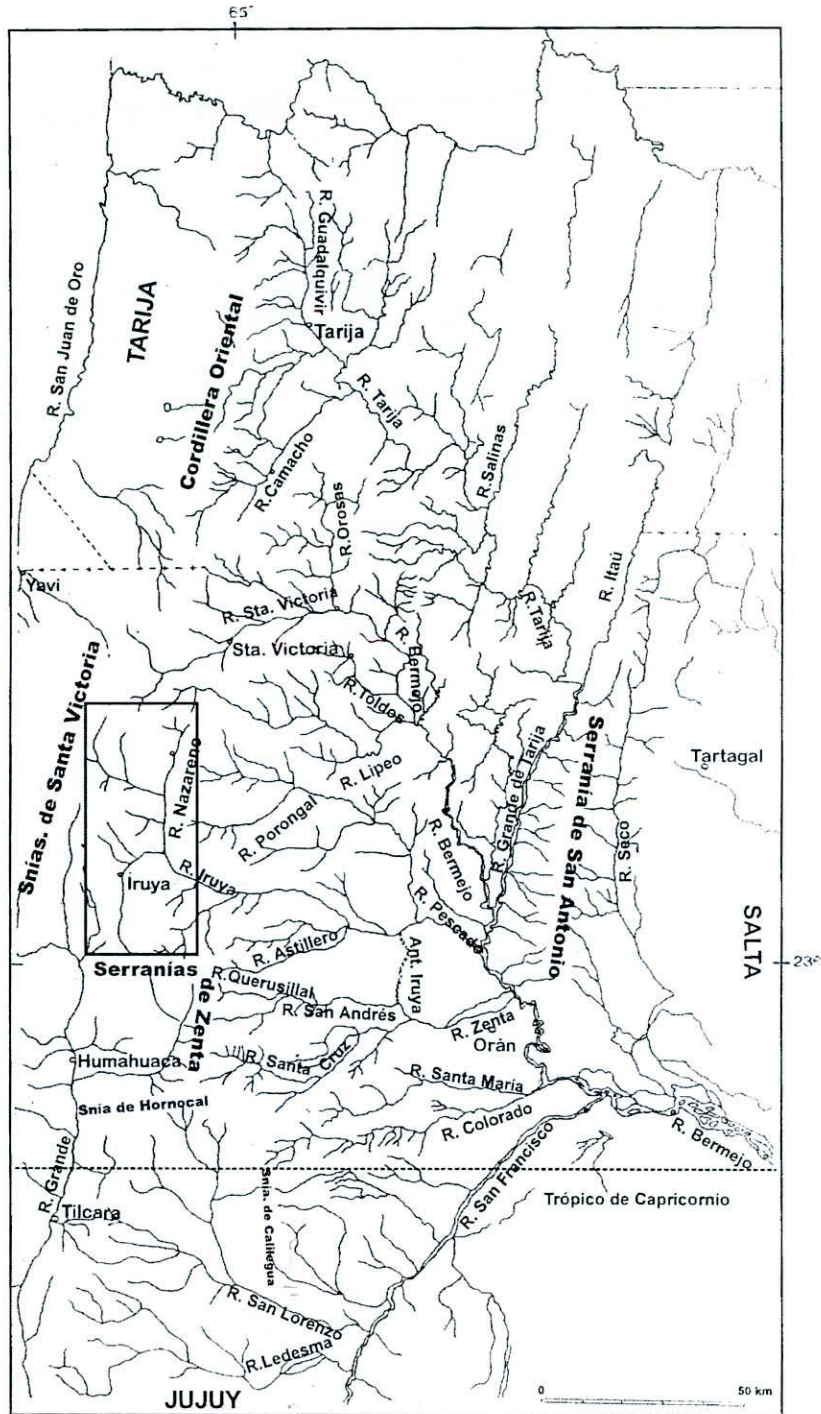 65°
R. Guadalquivir
R. San Juan de Oro
TARIJA
Cordillera Oriental
Tarija
R. Tarija
R.Camacho
R.Salinas
R.Orosas
R. Itaú
Yavi
R. Sta. Victoria
R.Tarija
Sta. Victoria
R. Bermejo
R.Toldos
Snías. de Santa Victoria
R. Nazareno
R. Lipeo
R. Grande de Tarija
Serranía de San Antonio
Tartagal
R. Porongal
R. Bermejo
R. Seco
Iruya
R. Iruya
R. Pescado
SALTA
R. Astillero
Ant. Iruya
23°
Serranías de Zenta
R.Querusillal
R. San Andrés
R. Zenta
Orán
Humahuaca
R. Santa Cruz
R. Santa María
Snía de Hornocal
R. Colorado
R. Bermejo
R. Grande
R. San Francisco
Trópico de Capricornio
Tilcara
Snía. de Calilegua
R. San Lorenzo
R.Ledesma
JUJUY
0 50 km